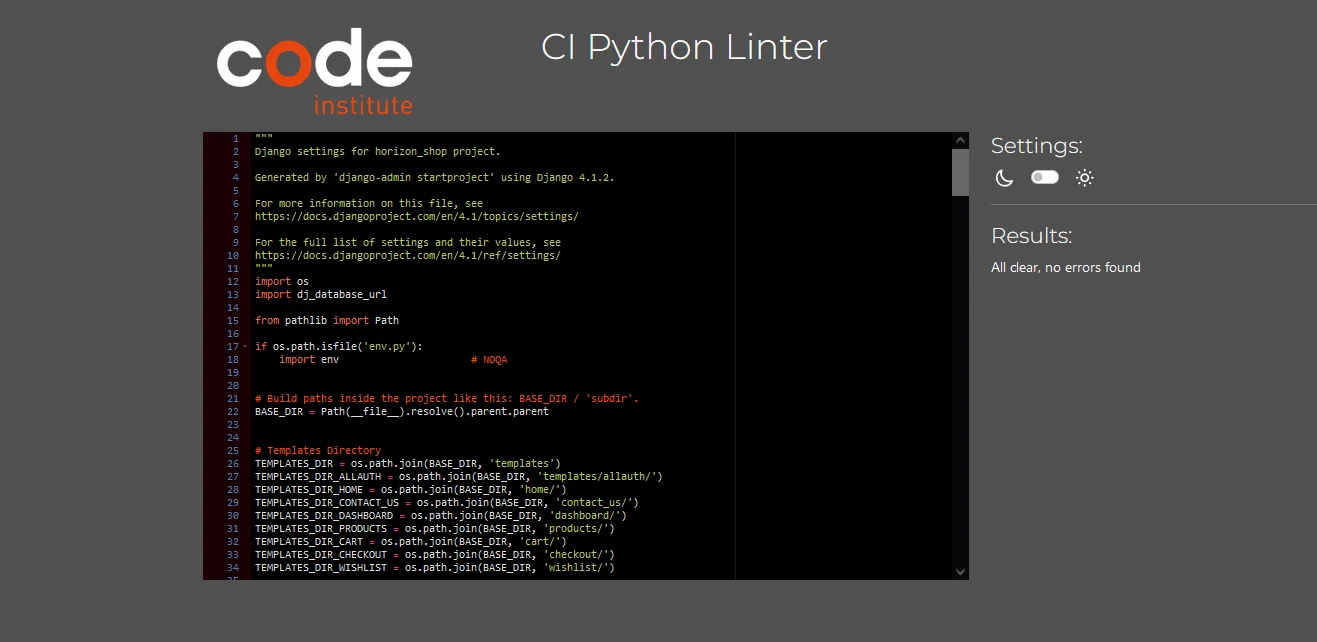 code
institute
CI Python Linter
1 """
2 Django settings for horizon_shop project.
3
4 Generated by 'django-admin startproject' using Django 4.1.2.
5
6 For more information on this file, see
7 https://docs.djangoproject.com/en/4.1/topics/settings/
8
9 For the full list of settings and their values, see
10 https://docs.djangoproject.com/en/4.1/ref/settings/
11 """
12 import os
13 import dj_database_url
14
15 from pathlib import Path
16
17 if os.path.isfile('env.py'):
18     import env                      # NOQA
19
20
21 # Build paths inside the project like this: BASE_DIR / 'subdir'.
22 BASE_DIR = Path(__file__).resolve().parent.parent
23
24
25 # Templates Directory
26 TEMPLATES_DIR = os.path.join(BASE_DIR, 'templates')
27 TEMPLATES_DIR_ALLAUTH = os.path.join(BASE_DIR, 'templates/allauth/')
28 TEMPLATES_DIR_HOME = os.path.join(BASE_DIR, 'home/')
29 TEMPLATES_DIR_CONTACT_US = os.path.join(BASE_DIR, 'contact_us/')
30 TEMPLATES_DIR_DASHBOARD = os.path.join(BASE_DIR, 'dashboard/')
31 TEMPLATES_DIR_PRODUCTS = os.path.join(BASE_DIR, 'products/')
32 TEMPLATES_DIR_CART = os.path.join(BASE_DIR, 'cart/')
33 TEMPLATES_DIR_CHECKOUT = os.path.join(BASE_DIR, 'checkout/')
34 TEMPLATES_DIR_WISHLIST = os.path.join(BASE_DIR, 'wishlist/')
35
Settings:
Results:
All clear, no errors found